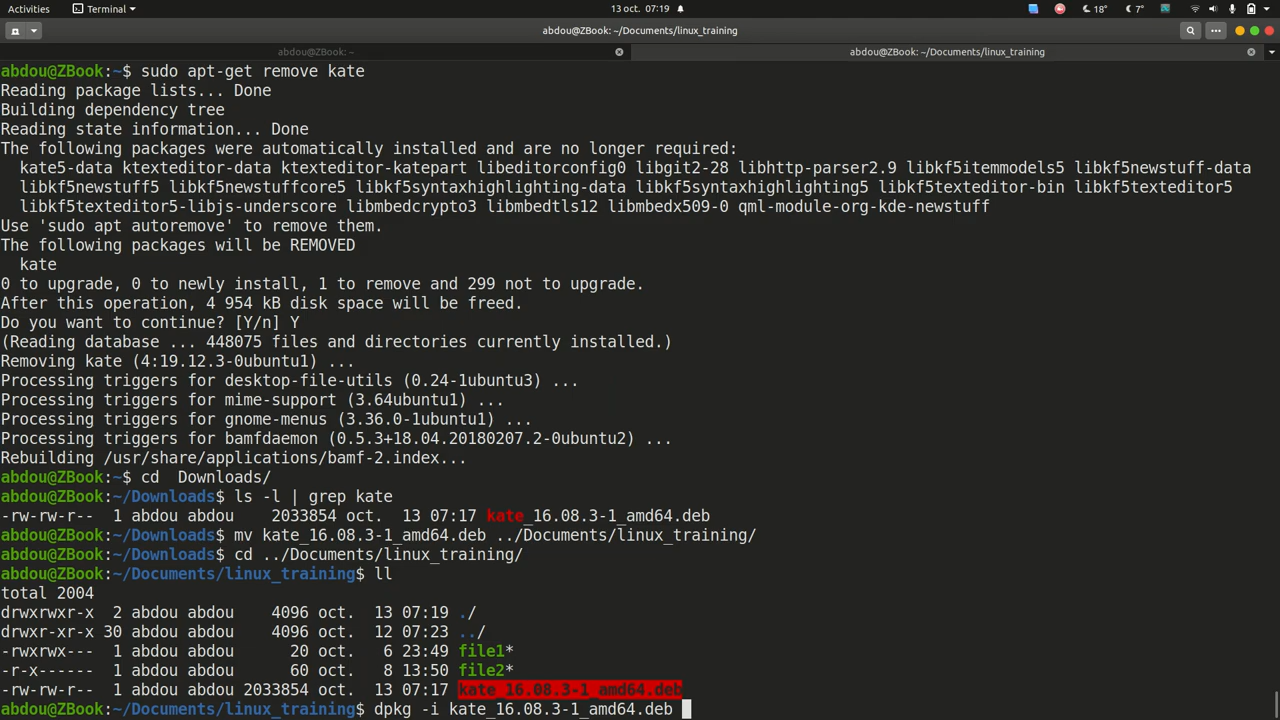 Activities Terminal 13 oct. 07:19 18° 7°
abdou@ZBook:~/Documents/linux_training
abdou@ZBook: ~ abdou@ZBook: ~/Documents/linux_training
abdou@ZBook:~$ sudo apt-get remove kate
Reading package lists... Done
Building dependency tree
Reading state information... Done
The following packages were automatically installed and are no longer required:
  kate5-data ktexteditor-data ktexteditor-katepart libeditorconfig0 libgit2-28 libhttp-parser2.9 libkf5itemmodels5 libkf5newstuff-data
  libkf5newstuff5 libkf5newstuffcore5 libkf5syntaxhighlighting-data libkf5syntaxhighlighting5 libkf5texteditor-bin libkf5texteditor5
  libkf5texteditor5-libjs-underscore libmbedcrypto3 libmbedtls12 libmbedx509-0 qml-module-org-kde-newstuff
Use 'sudo apt autoremove' to remove them.
The following packages will be REMOVED
  kate
0 to upgrade, 0 to newly install, 1 to remove and 299 not to upgrade.
After this operation, 4 954 kB disk space will be freed.
Do you want to continue? [Y/n] Y
(Reading database ... 448075 files and directories currently installed.)
Removing kate (4:19.12.3-0ubuntu1) ...
Processing triggers for desktop-file-utils (0.24-1ubuntu3) ...
Processing triggers for mime-support (3.64ubuntu1) ...
Processing triggers for gnome-menus (3.36.0-1ubuntu1) ...
Processing triggers for bamfdaemon (0.5.3+18.04.20180207.2-0ubuntu2) ...
Rebuilding /usr/share/applications/bamf-2.index...
abdou@ZBook:~$ cd  Downloads/
abdou@ZBook:~/Downloads$ ls -l | grep kate
-rw-rw-r--  1 abdou abdou    2033854 oct.  13 07:17 kate_16.08.3-1_amd64.deb
abdou@ZBook:~/Downloads$ mv kate_16.08.3-1_amd64.deb ../Documents/linux_training/
abdou@ZBook:~/Downloads$ cd ../Documents/linux_training/
abdou@ZBook:~/Documents/linux_training$ ll
total 2004
drwxrwxr-x  2 abdou abdou    4096 oct.  13 07:19 ./
drwxr-xr-x 30 abdou abdou    4096 oct.  12 07:23 ../
-rwxrwx---  1 abdou abdou      20 oct.   6 23:49 file1*
-r-x------  1 abdou abdou      60 oct.   8 13:50 file2*
-rw-rw-r--  1 abdou abdou 2033854 oct.  13 07:17 kate_16.08.3-1_amd64.deb
abdou@ZBook:~/Documents/linux_training$ dpkg -i kate_16.08.3-1_amd64.deb